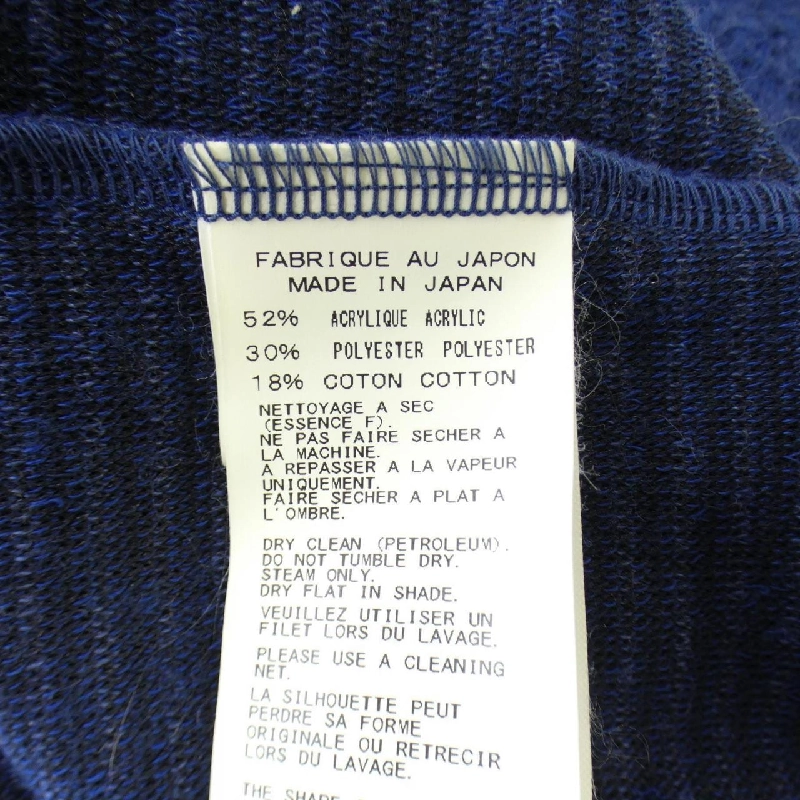 FABRIQUE AU JAPON
MADE IN JAPAN
52% ACRYLIQUE ACRYLIC
30% POLYESTER POLYESTER
18% COTON COTTON
NETTOYAGE A SEC
(ESSENCE F).
NE PAS FAIRE SECHER A
LA MACHINE.
A REPASSER A LA VAPEUR
UNIQUEMENT.
FAIRE SECHER A PLAT A
L'OMBRE.
DRY CLEAN (PETROLEUM).
DO NOT TUMBLE DRY.
STEAM ONLY.
DRY FLAT IN SHADE.
VEUILLEZ UTILISER UN
FILET LORS DU LAVAGE.
PLEASE USE A CLEANING
NET.
LA SILHOUETTE PEUT
PERDRE SA FORME
ORIGINALE OU RETRECIR
LORS DU LAVAGE.
THE